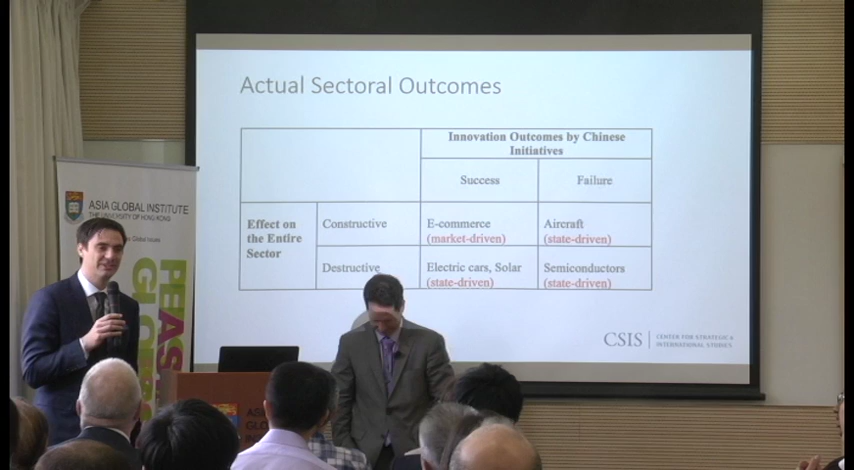 Actual Sectoral Outcomes
Innovation Outcomes by Chinese
Initiatives
Success
Failure
Effect on
the Entire
Sector
Constructive
E-commerce
(market-driven)
Aircraft
(state-driven)
Destructive
Electric cars, Solar
(state-driven)
Semiconductors
(state-driven)
CSIS
CENTER FOR STRATEGIC &
INTERNATIONAL STUDIES
ASIA GLOBAL INSTITUTE
THE UNIVERSITY OF HONG KONG
Global Values